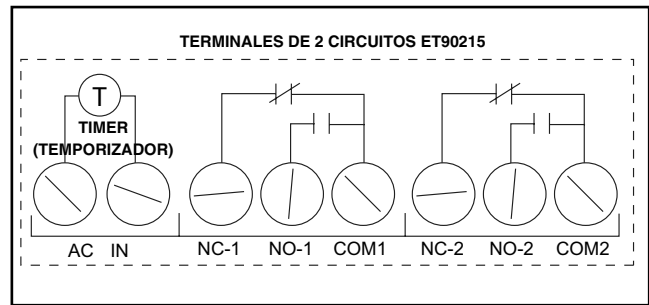 TERMINALES DE 2 CIRCUITOS ET90215
T
TIMER
(TEMPORIZADOR)
AC IN NC-1 NO-1 COM1 NC-2 NO-2 COM2